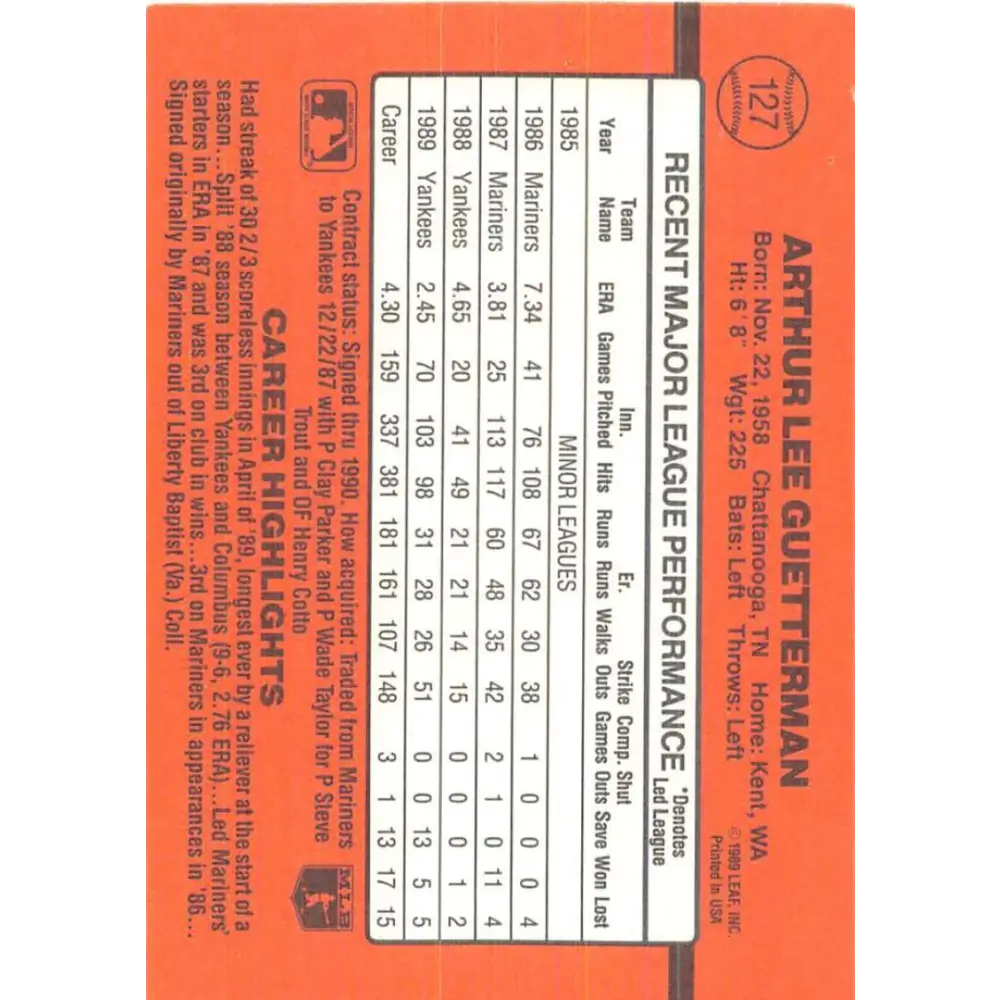 127
ARTHUR LEE GUETTERMAN
Born: Nov. 22, 1958 Chattanooga, TN Home: Kent, WA
Ht: 6'8" Wgt: 225 Bats: Left Throws: Left
© 1989 LEAF, INC.
Printed in USA
RECENT MAJOR LEAGUE PERFORMANCE
*Denotes
Led League
Team Inn. Er. Strike Comp. Shut
Year Name ERA Games Pitched Hits Runs Runs Walks Outs Games Outs Save Won Lost
1985 MINOR LEAGUES
1986 Mariners 7.34 41 76 108 67 62 30 38 1 0 0 0 4
1987 Mariners 3.81 25 113 117 60 48 35 42 2 1 0 11 4
1988 Yankees 4.65 20 41 49 21 21 14 15 0 0 0 1 2
1989 Yankees 2.45 70 103 98 31 28 26 51 0 0 13 5 5
Career 4.30 159 337 381 181 161 107 148 3 1 13 17 15
Contract status: Signed thru 1990. How acquired: Traded from Mariners
to Yankees 12/22/87 with P Clay Parker and P Wade Taylor for P Steve
Trout and OF Henry Cotto
MLB
CAREER HIGHLIGHTS
Had streak of 30 2/3 scoreless innings in April of '89, longest ever by a reliever at the start of a
season...Split '88 season between Yankees and Columbus (9-6, 2.76 ERA)...Led Mariners'
starters in ERA in '87 and was 3rd on club in wins...3rd on Mariners in appearances in '86...
Signed originally by Mariners out of Liberty Baptist (Va.) Coll.